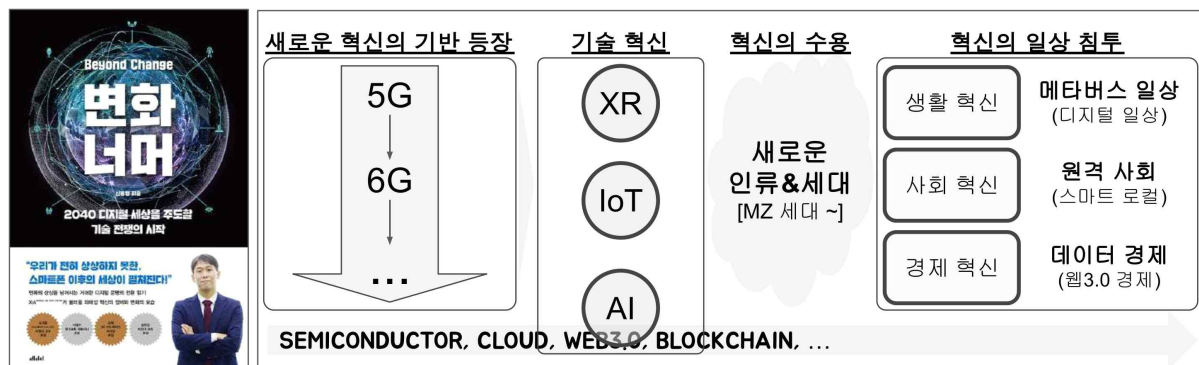 Beyond Change
변화
너머
2040 디지털 세상을 주도할
기술 전쟁의 시작
"우리가 전혀 상상하지 못한,
스마트폰 이후의 세상이 펼쳐진다!"
새로운 혁신의 기반 등장
5G
6G
...
기술 혁신
XR
IoT
AI
혁신의 수용
새로운
인류&세대
[MZ 세대 ~]
혁신의 일상 침투
생활 혁신
메타버스 일상
(디지털 일상)
사회 혁신
원격 사회
(스마트 로컬)
경제 혁신
데이터 경제
(웹3.0 경제)
SEMICONDUCTOR, CLOUD, WEB3.0, BLOCKCHAIN, ...